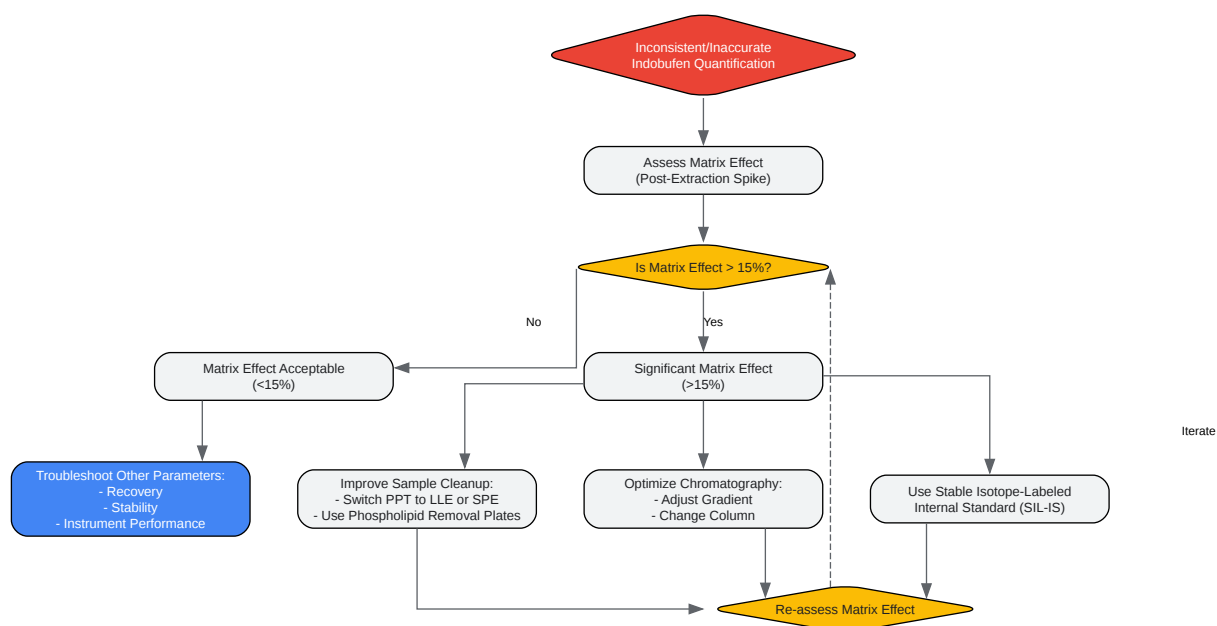 Inconsistent/Inaccurate
Indobufen Quantification
Assess Matrix Effect
(Post-Extraction Spike)
Is Matrix Effect > 15%?
No
Yes
Matrix Effect Acceptable
(<15%)
Significant Matrix Effect
(>15%)
Iterate
Troubleshoot Other Parameters:
- Recovery
- Stability
- Instrument Performance
Improve Sample Cleanup:
- Switch PPT to LLE or SPE
- Use Phospholipid Removal Plates
Optimize Chromatography:
- Adjust Gradient
- Change Column
Use Stable Isotope-Labeled
Internal Standard (SIL-IS)
Re-assess Matrix Effect